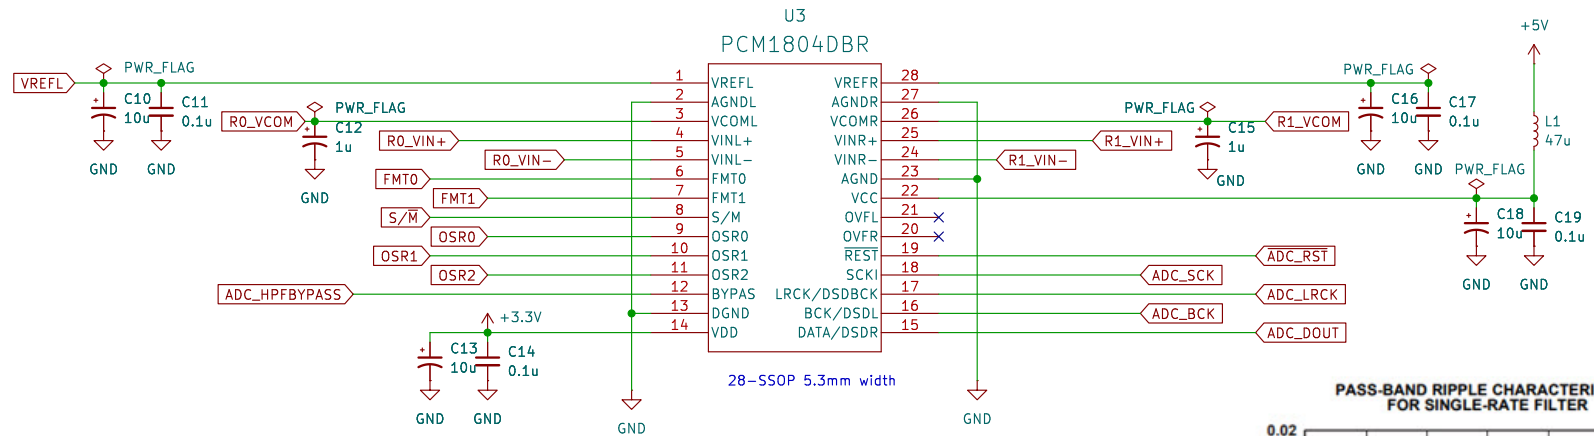 U3
PCM1804DBR
+5V
VREFL
PWR_FLAG
C10
10u
C11
0.1u
GND
GND
R0_VCOM
PWR_FLAG
C12
1u
GND
R0_VIN+
R0_VIN-
FMT0
FMT1
S/M̅
OSR0
OSR1
OSR2
ADC_HPFBYPASS
+3.3V
C13
10u
C14
0.1u
GND
GND
GND
1 VREFL VREFR 28
2 AGNDL AGNDR 27
3 VCOML VCOMR 26
4 VINL+ VINR+ 25
5 VINL- VINR- 24
6 FMT0 AGND 23
7 FMT1 VCC 22
8 S/M OVFL 21
9 OSR0 OVFR 20
10 OSR1 R̅E̅S̅T̅ 19
11 OSR2 SCKI 18
12 BYPAS LRCK/DSDBCK 17
13 DGND BCK/DSDL 16
14 VDD DATA/DSDR 15
28-SSOP 5.3mm width
PWR_FLAG
C16
10u
C17
0.1u
GND
GND
PWR_FLAG
C15
1u
GND
R1_VCOM
R1_VIN+
R1_VIN-
L1
47u
PWR_FLAG
C18
10u
C19
0.1u
GND
GND
A̅D̅C̅_̅R̅S̅T̅
ADC_SCK
ADC_LRCK
ADC_BCK
ADC_DOUT
GND
PASS-BAND RIPPLE CHARACTERI
FOR SINGLE-RATE FILTER
0.02